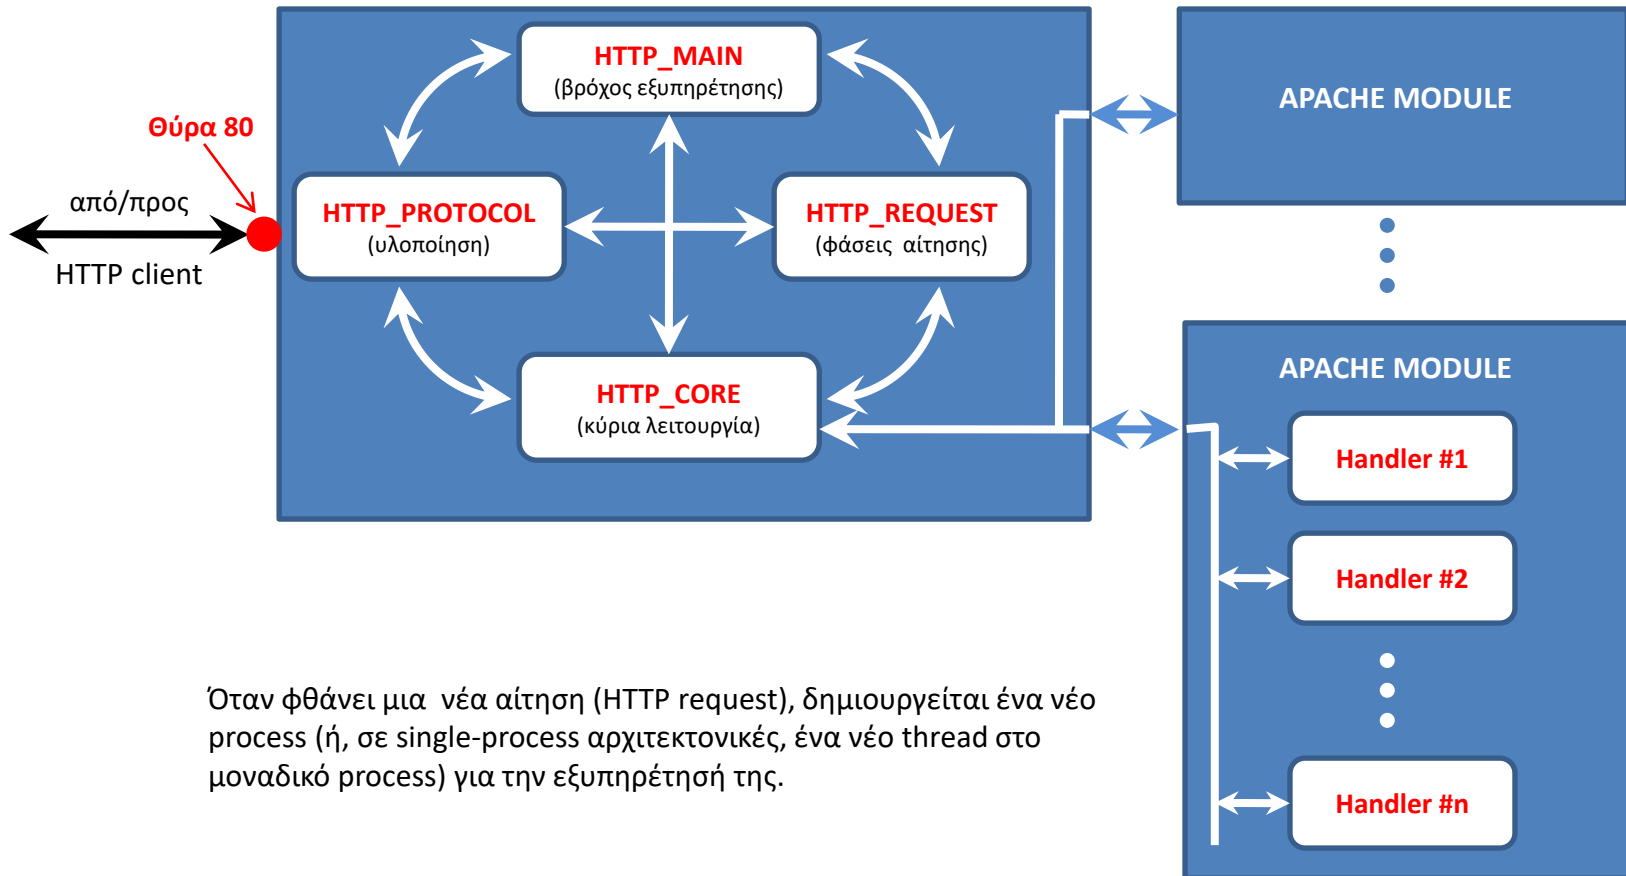 HTTP_MAIN
(βρόχος εξυπηρέτησης)
APACHE MODULE
Θύρα 80
από/προς
HTTP client
HTTP_PROTOCOL
(υλοποίηση)
HTTP_REQUEST
(φάσεις αίτησης)
HTTP_CORE
(κύρια λειτουργία)
APACHE MODULE
Handler #1
Handler #2
Handler #n
Όταν φθάνει μια νέα αίτηση (HTTP request), δημιουργείται ένα νέο
process (ή, σε single-process αρχιτεκτονικές, ένα νέο thread στο
μοναδικό process) για την εξυπηρέτησή της.